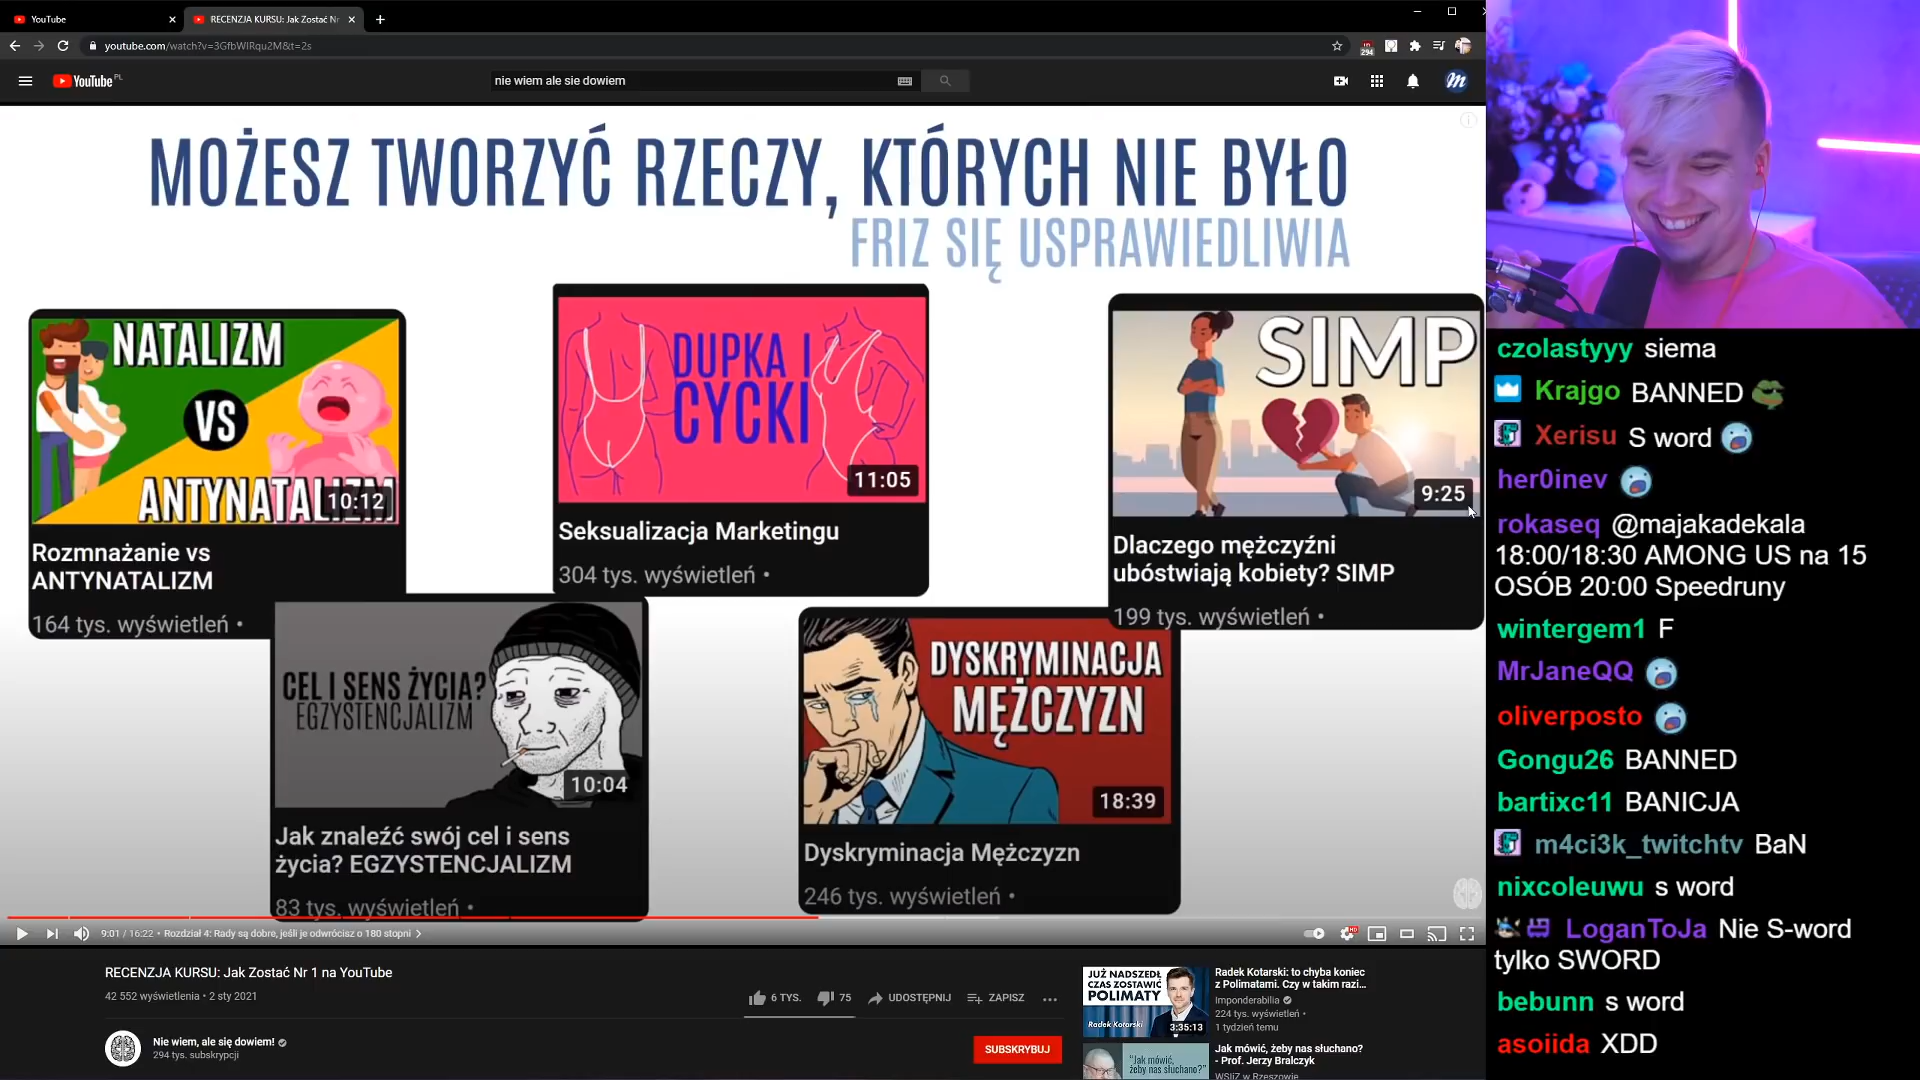 YouTube
RECENZJA KURSU: Jak Zostać Nr
youtube.com/watch?v=3GfbWlRqu2M&t=2s
294
YouTube PL
nie wiem ale sie dowiem
MOŻESZ TWORZYĆ RZECZY, KTÓRYCH NIE BYŁO
FRIZ SIĘ USPRAWIEDLIWIA
NATALIZM
VS
ANTYNATALIZM
10:12
Rozmnażanie vs
ANTYNATALIZM
164 tys. wyświetleń •
DUPKA I
CYCKI
11:05
Seksualizacja Marketingu
304 tys. wyświetleń •
SIMP
9:25
Dlaczego mężczyźni
ubóstwiają kobiety? SIMP
199 tys. wyświetleń •
CEL I SENS ŻYCIA?
EGZYSTENCJALIZM
10:04
Jak znaleźć swój cel i sens
życia? EGZYSTENCJALIZM
83 tys. wyświetleń •
DYSKRYMINACJA
MĘŻCZYZN
18:39
Dyskryminacja Mężczyzn
246 tys. wyświetleń •
9:01 / 16:22 • Rozdział 4: Rady są dobre, jeśli je odwrócisz o 180 stopni
HD
RECENZJA KURSU: Jak Zostać Nr 1 na YouTube
42 552 wyświetlenia • 2 sty 2021
6 TYS.
75
UDOSTĘPNIJ
ZAPISZ
Nie wiem, ale się dowiem!
294 tys. subskrypcji
SUBSKRYBUJ
JUŻ NADSZEDŁ
CZAS ZOSTAWIĆ
POLIMATY
Radek Kotarski
3:35:13
Radek Kotarski: to chyba koniec
z Polimatami. Czy w takim razi...
Imponderabilia
224 tys. wyświetleń •
1 tydzień temu
"Jak mówić,
żeby nas słuchano?"
Jak mówić, żeby nas słuchano?
- Prof. Jerzy Bralczyk
WSIiZ w Rzeszowie
czolastyyy siema
Krajgo BANNED
Xerisu S word
her0inev
rokaseq @majakadekala
18:00/18:30 AMONG US na 15
OSÓB 20:00 Speedruny
wintergem1 F
MrJaneQQ
oliverposto
Gongu26 BANNED
bartixc11 BANICJA
m4ci3k_twitchtv BaN
nixcoleuwu s word
LoganToJa Nie S-word
tylko SWORD
bebunn s word
asoiida XDD